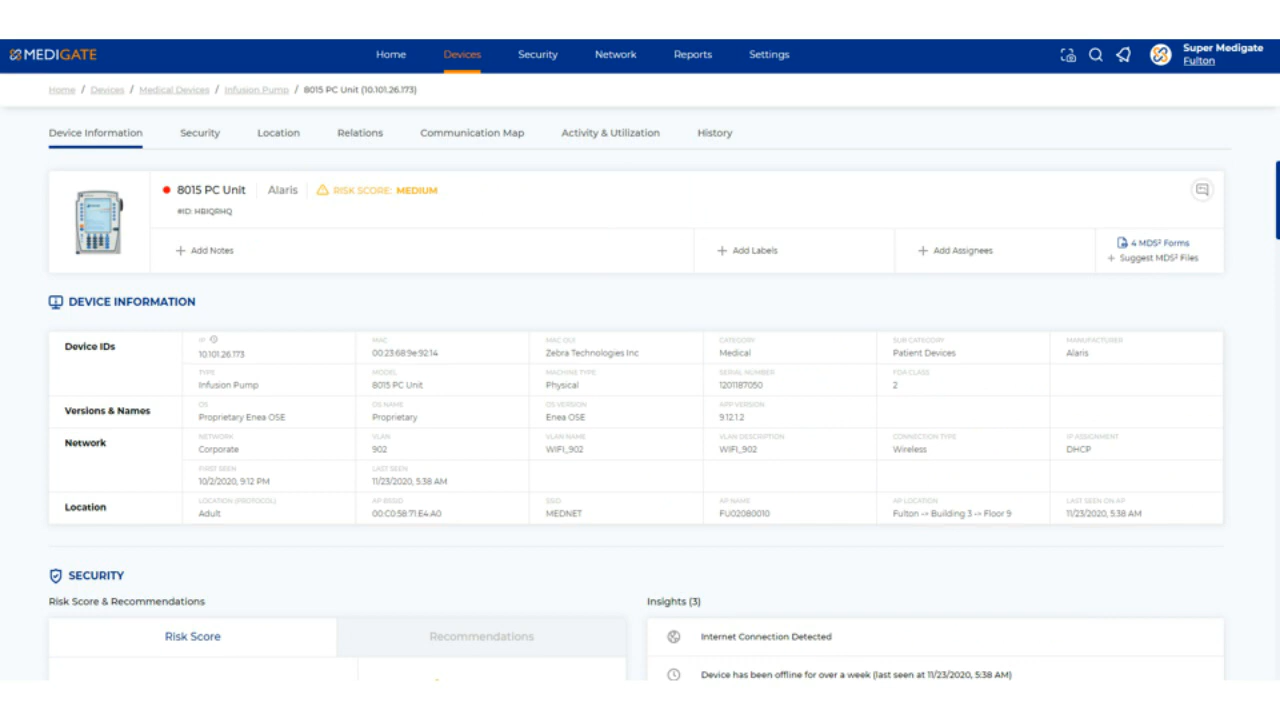 MEDIGATE
Home Devices Security Network Reports Settings
Super Medigate
Fulton
Home / Devices / Medical Devices / Infusion Pump / 8015 PC Unit (10.101.26.173)
Device Information Security Location Relations Communication Map Activity & Utilization History
8015 PC Unit Alaris RISK SCORE: MEDIUM
#ID: HBIQRHQ
+ Add Notes + Add Labels + Add Assignees
4 MDS² Forms
+ Suggest MDS² Files
DEVICE INFORMATION
Device IDs
IP MAC MAC OUI CATEGORY SUB CATEGORY MANUFACTURER
10.101.26.173 00:23:68:9e:92:14 Zebra Technologies Inc Medical Patient Devices Alaris
TYPE MODEL MACHINE TYPE SERIAL NUMBER FDA CLASS
Infusion Pump 8015 PC Unit Physical 1201187050 2
Versions & Names
OS OS NAME OS VERSION APP VERSION
Proprietary Enea OSE Proprietary Enea OSE 9.12.1.2
Network
NETWORK VLAN VLAN NAME VLAN DESCRIPTION CONNECTION TYPE IP ASSIGNMENT
Corporate 902 WIFI_902 WIFI_902 Wireless DHCP
FIRST SEEN LAST SEEN
10/2/2020, 9:12 PM 11/23/2020, 5:38 AM
Location
LOCATION (PROTOCOL) AP BSSID SSID AP NAME AP LOCATION LAST SEEN ON AP
Adult 00:C0:58:71:E4:A0 MEDNET FU02080010 Fulton -> Building 3 -> Floor 9 11/23/2020, 5:38 AM
SECURITY
Risk Score & Recommendations Insights (3)
Risk Score Recommendations
Internet Connection Detected
Device has been offline for over a week (last seen at 11/23/2020, 5:38 AM)